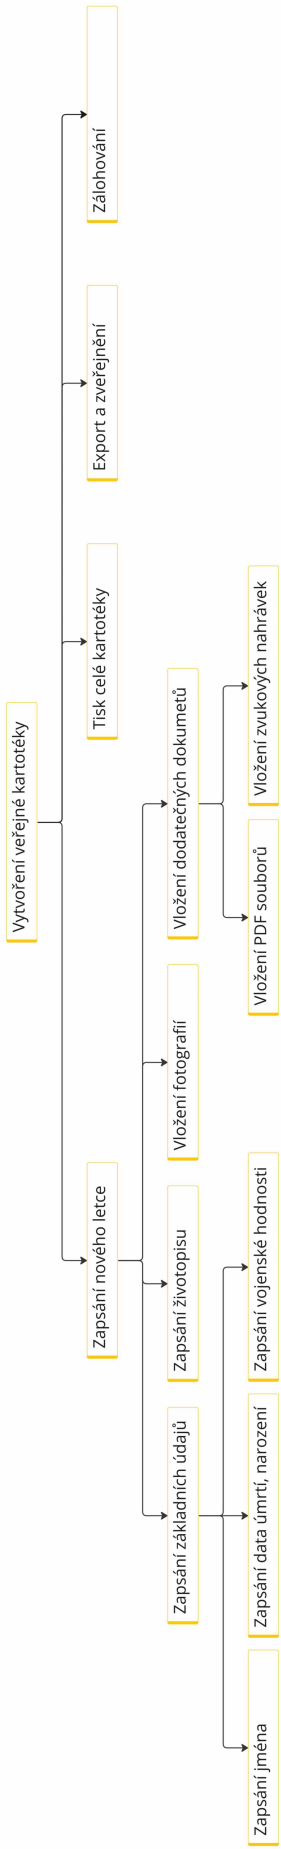 Vytvoření veřejné kartotéky
Zapsání nového letce
Tisk celé kartotéky
Export a zveřejnění
Zálohování
Zapsání základních údajů
Zapsání životopisu
Vložení fotografií
Vložení dodatečných dokumetů
Zapsání jména
Zapsání data úmrtí, narození
Zapsání vojenské hodnosti
Vložení PDF souborů
Vložení zvukových nahrávek